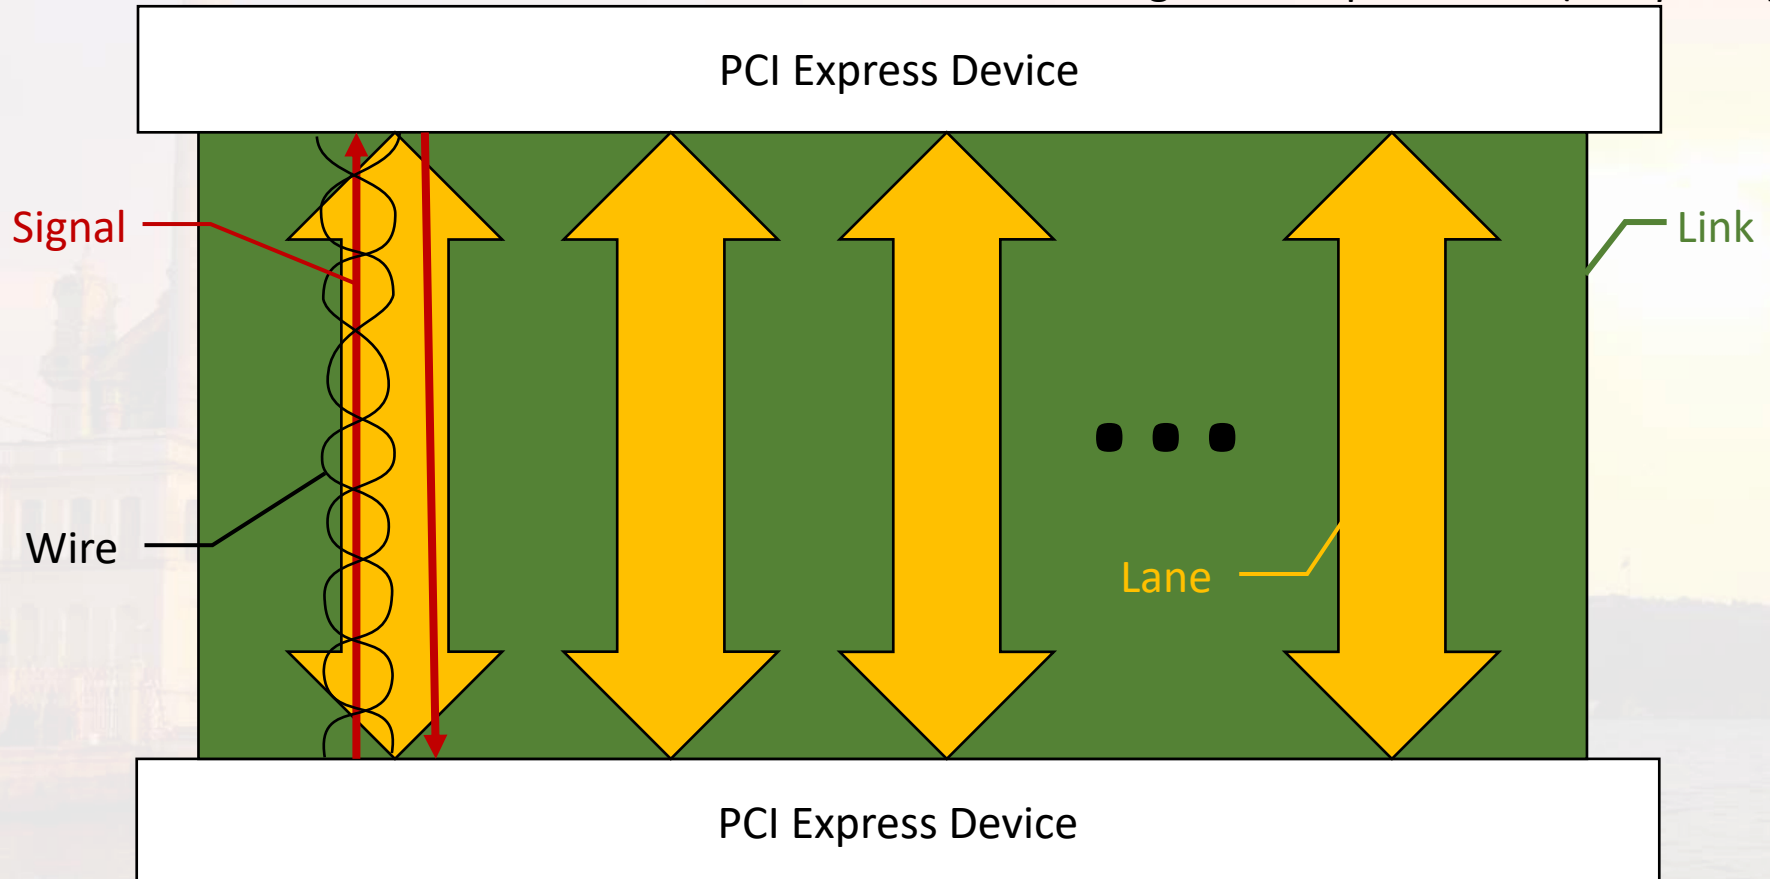 PCI Express Device
Signal
Link
Wire
Lane
PCI Express Device